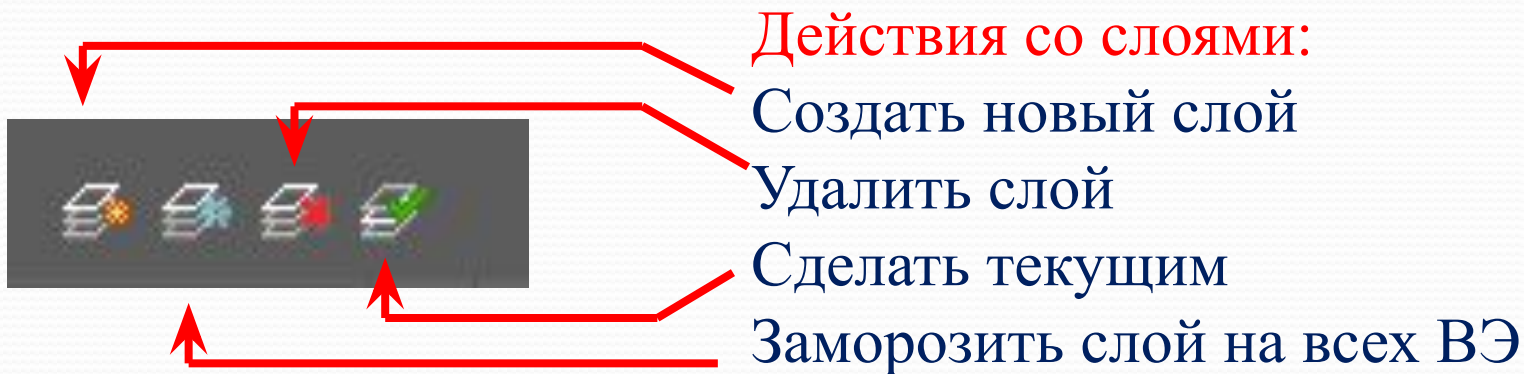 Действия со слоями:
Создать новый слой
Удалить слой
Сделать текущим
Заморозить слой на всех ВЭ